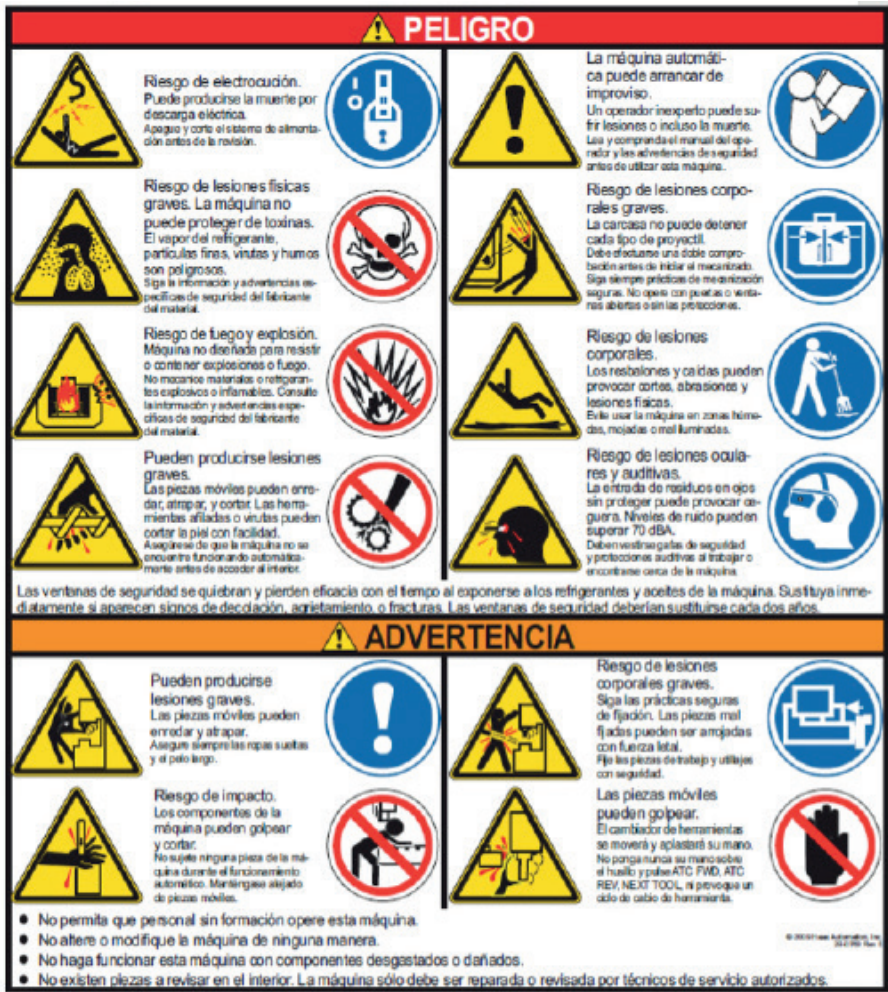 PELIGRO
Riesgo de electrocución.
Puede producirse la muerte por
descarga eléctrica.
Apague y corte el sistema de alimenta-
ción antes de la revisión.
Riesgo de lesiones físicas
graves. La máquina no
puede proteger de toxinas.
El vapor del refrigerante,
partículas finas, virutas y humos
son peligrosos.
Siga la información y advertencias es-
pecíficas de seguridad del fabricante
del material.
Riesgo de fuego y explosión.
Máquina no diseñada para resistir
o contener explosiones o fuego.
No mecanice materiales o refrigeran-
tes explosivos o inflamables. Consulte
la información y advertencias espe-
cíficas de seguridad del fabricante
del material.
Pueden producirse lesiones
graves.
Las piezas móviles pueden enre-
dar, atrapar, y cortar. Las herra-
mientas afiladas o virutas pueden
cortar la piel con facilidad.
Asegúrese de que la máquina no se
encuentre funcionando automática-
mente antes de acceder al interior.
La máquina automáti-
ca puede arrancar de
improviso.
Un operador inexperto puede su-
frir lesiones o incluso la muerte.
Lea y comprenda el manual del ope-
rador y las advertencias de seguridad
antes de utilizar esta máquina.
Riesgo de lesiones corpo-
rales graves.
La carcasa no puede detener
cada tipo de proyectil.
Debe efectuarse una doble compro-
bación antes de iniciar el mecanizado.
Siga siempre prácticas de mecanización
seguras. No opere con puertas o venta-
nas abiertas o sin las protecciones.
Riesgo de lesiones
corporales.
Los resbalones y caídas pueden
provocar cortes, abrasiones y
lesiones físicas.
Evite usar la máquina en zonas húme-
das, mojadas o mal iluminadas.
Riesgo de lesiones ocula-
res y auditivas.
La entrada de residuos en ojos
sin proteger puede provocar ce-
guera. Niveles de ruido pueden
superar 70 dBA.
Deben vestirse gafas de seguridad
y protecciones auditivas al trabajar o
encontrarse cerca de la máquina.
Las ventanas de seguridad se quiebran y pierden eficacia con el tiempo al exponerse a los refrigerantes y aceites de la máquina. Sustituya inme-
diatamente si aparecen signos de decolación, agrietamiento, o fracturas. Las ventanas de seguridad deberían sustituirse cada dos años.
ADVERTENCIA
Pueden producirse
lesiones graves.
Las piezas móviles pueden
enredar y atrapar.
Asegure siempre las ropas sueltas
y el pelo largo.
Riesgo de impacto.
Los componentes de la
máquina pueden golpear
y cortar.
No sujete ninguna pieza de la má-
quina durante el funcionamiento
automático. Manténgase alejado
de piezas móviles.
Riesgo de lesiones
corporales graves.
Siga las prácticas seguras
de fijación. Las piezas mal
fijadas pueden ser arrojadas
con fuerza letal.
Fije las piezas de trabajo y utillajes
con seguridad.
Las piezas móviles
pueden golpear.
El cambiador de herramientas
se moverá y aplastará su mano.
No ponga nunca su mano sobre
el husillo y pulse ATC FWD, ATC
REV, NEXT TOOL, ni provoque un
ciclo de cabio de herramienta.
● No permita que personal sin formación opere esta máquina.
● No altere o modifique la máquina de ninguna manera.
● No haga funcionar esta máquina con componentes desgastados o dañados.
● No existen piezas a revisar en el interior. La máquina sólo debe ser reparada o revisada por técnicos de servicio autorizados.
Haas Automation, Inc.